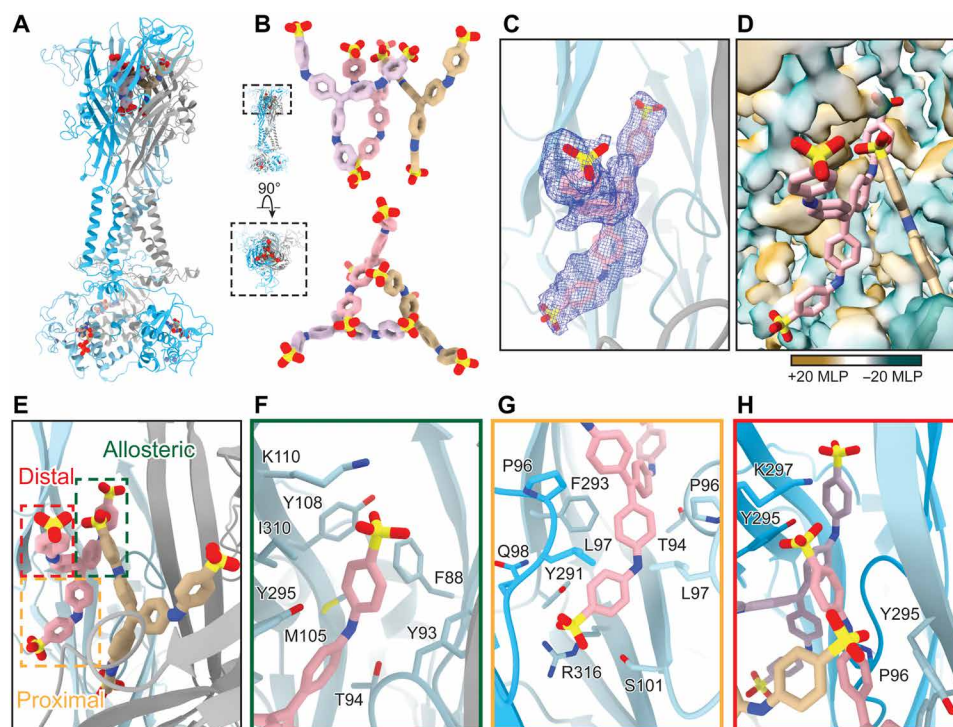 A
B
C
D
90°
+20 MLP
−20 MLP
E
Distal
Allosteric
Proximal
F
K110
Y108
I310
F88
Y295
M105
Y93
T94
G
P96
F293
P96
Q98
L97
T94
Y291
L97
R316
S101
H
K297
Y295
Y295
P96